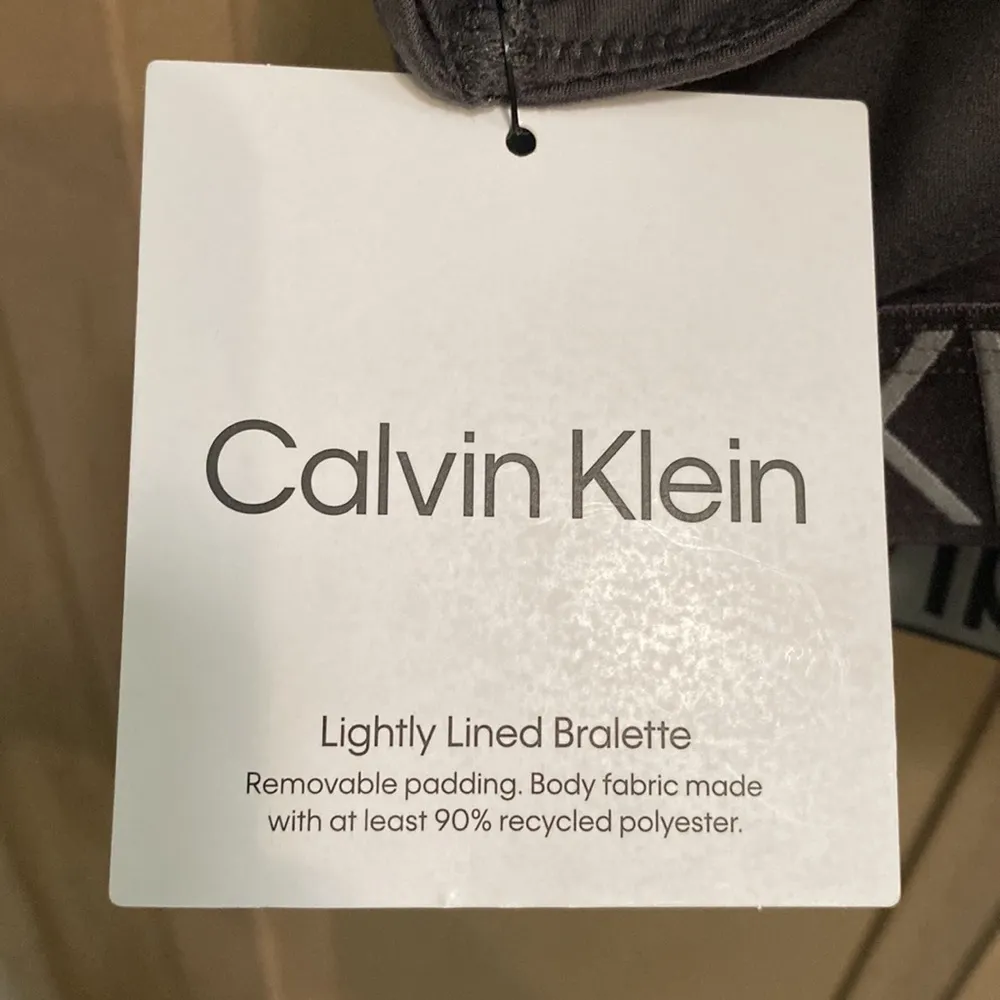 Calvin Klein
Lightly Lined Bralette
Removable padding. Body fabric made
with at least 90% recycled polyester.
K